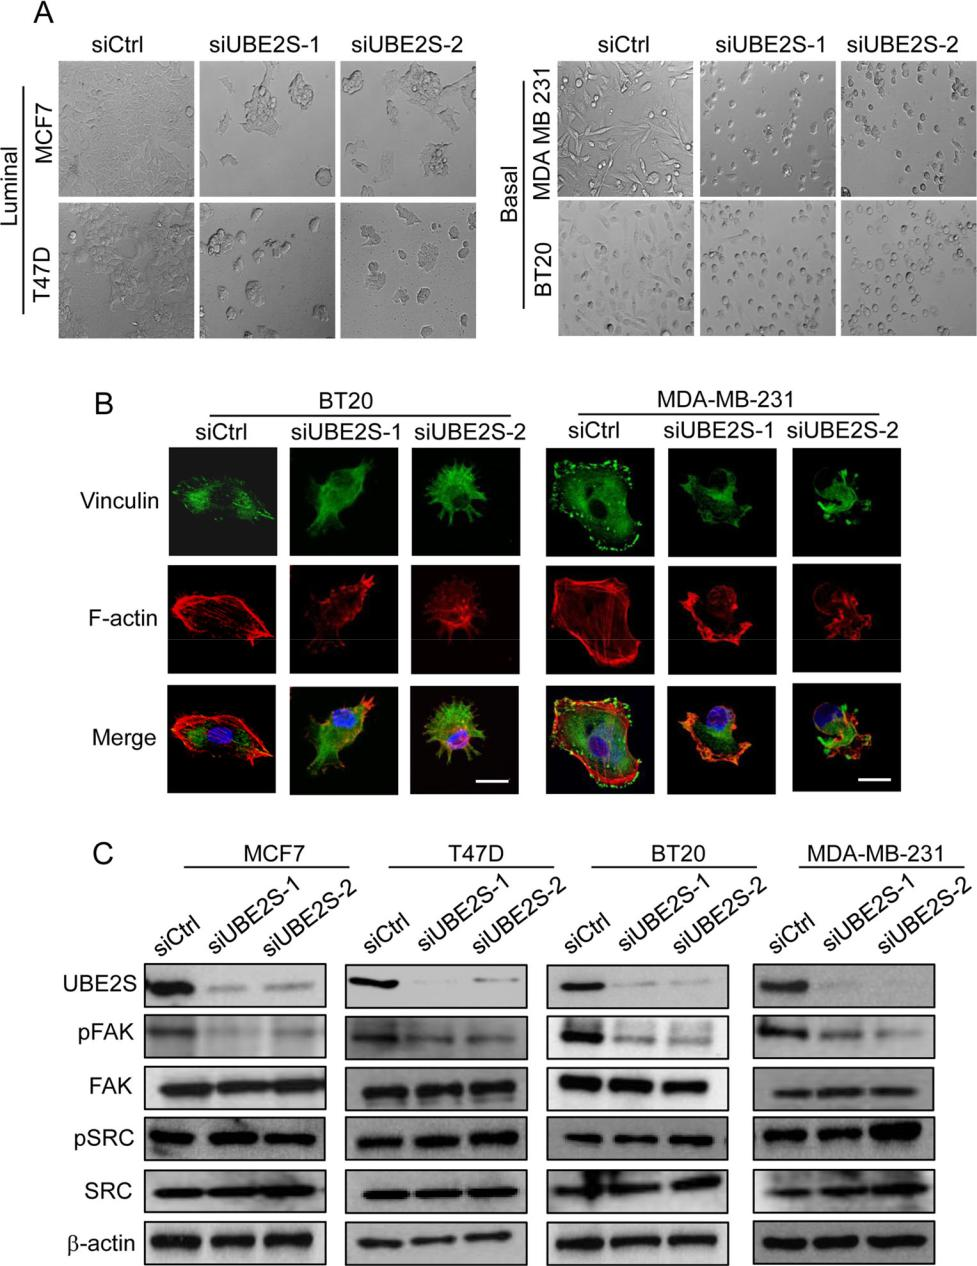 A
siCtrl siUBE2S-1 siUBE2S-2 siCtrl siUBE2S-1 siUBE2S-2
Luminal
MCF7
T47D
Basal
MDA MB 231
BT20
B
BT20 MDA-MB-231
siCtrl siUBE2S-1 siUBE2S-2 siCtrl siUBE2S-1 siUBE2S-2
Vinculin
F-actin
Merge
C
MCF7 T47D BT20 MDA-MB-231
siCtrl siUBE2S-1 siUBE2S-2 siCtrl siUBE2S-1 siUBE2S-2 siCtrl siUBE2S-1 siUBE2S-2 siCtrl siUBE2S-1 siUBE2S-2
UBE2S
pFAK
FAK
pSRC
SRC
β-actin